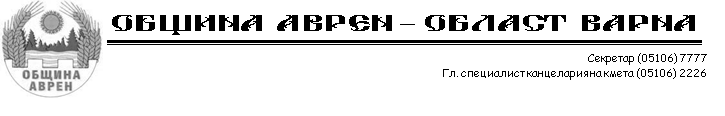 ОБЩИНА АВРЕН – ОБЛАСТ ВАРНА
Секретар (05106) 7777
Гл. специалист канцелария на кмета (05106) 2226
ОБЩИНА
АВРЕН